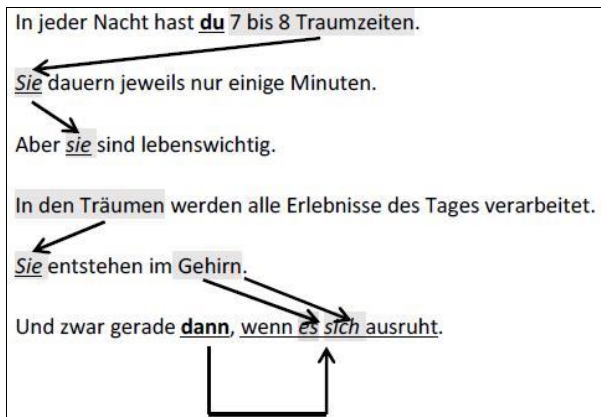 In jeder Nacht hast du 7 bis 8 Traumzeiten.
Sie dauern jeweils nur einige Minuten.
Aber sie sind lebenswichtig.
In den Träumen werden alle Erlebnisse des Tages verarbeitet.
Sie entstehen im Gehirn.
Und zwar gerade dann, wenn es sich ausruht.